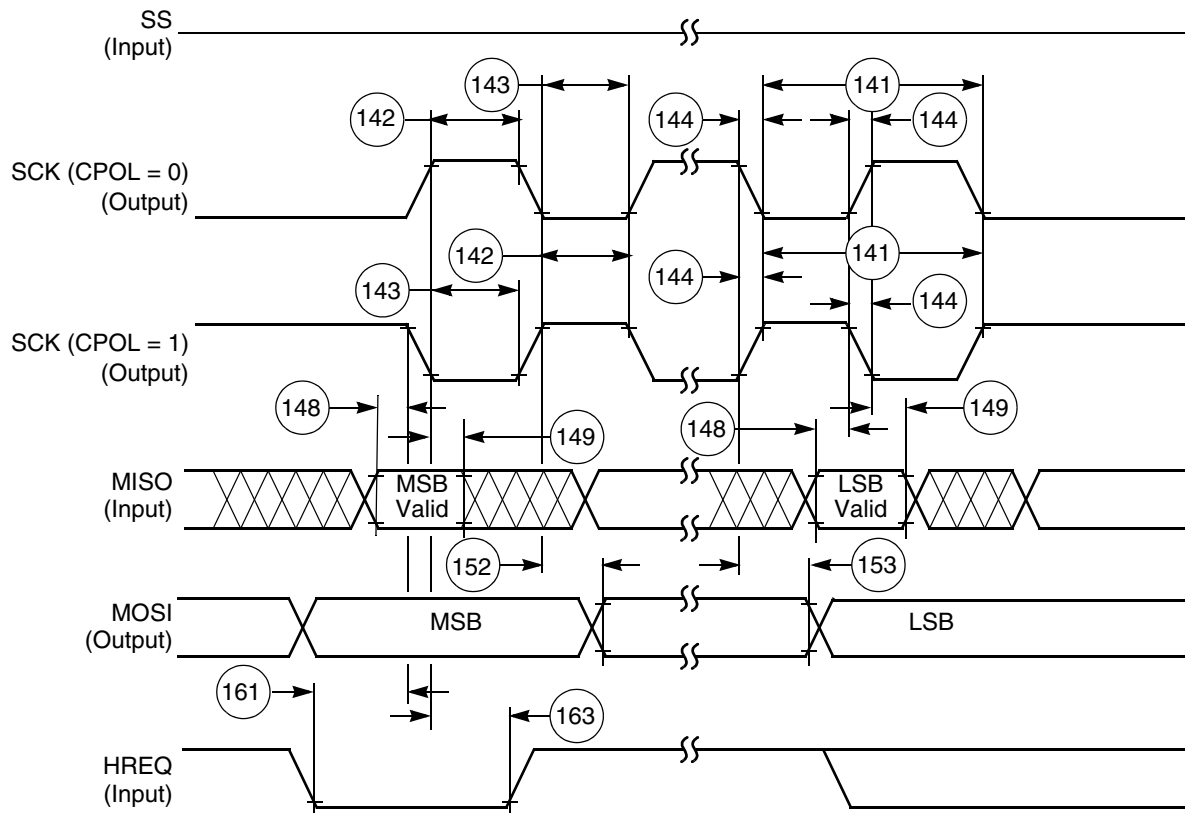 SS
(Input)
143
141
142
144
144
SCK (CPOL = 0)
(Output)
142
141
143
144
144
SCK (CPOL = 1)
(Output)
148
149
148
149
MISO
(Input)
MSB
Valid
LSB
Valid
152
153
MOSI
(Output)
MSB
LSB
161
163
HREQ
(Input)